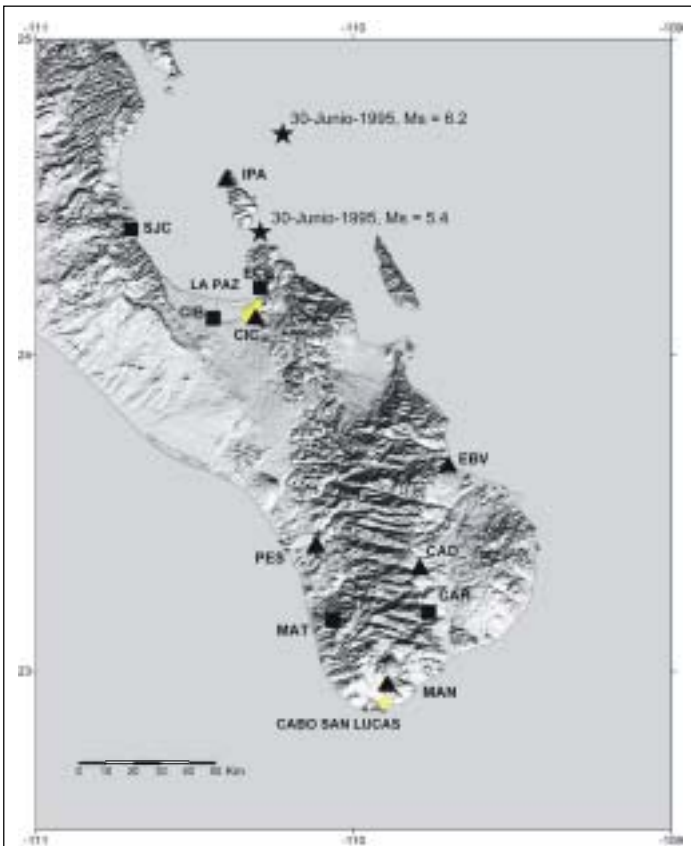 -111
-110
-109
25
30-Junio-1995, Ms = 6.2
IPA
30-Junio-1995, Ms = 5.4
SJC
LA PAZ
CIB
CIC
EBV
PES
CAD
CAR
MAT
23
MAN
CABO SAN LUCAS
0 10 20 30 40 50 Km
-111
-110
-109